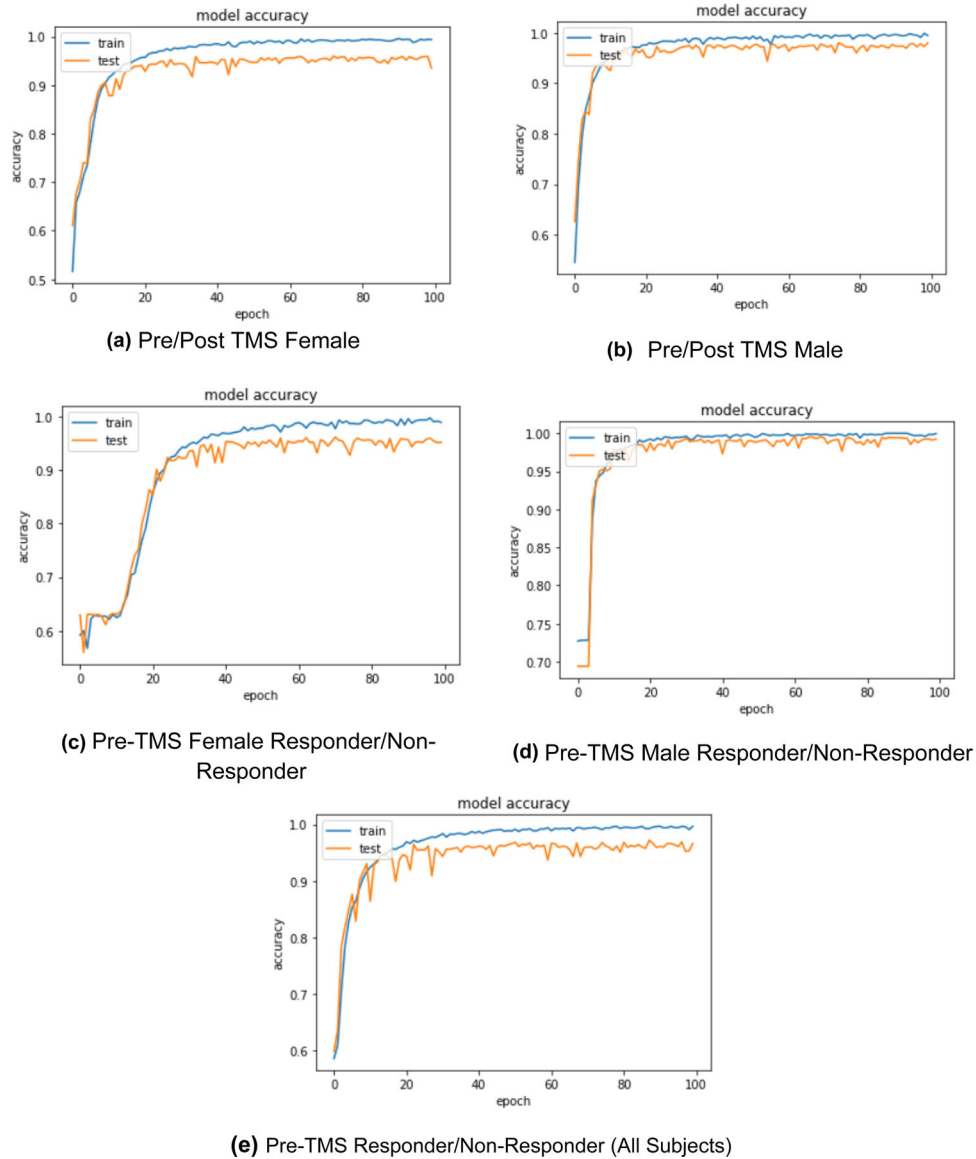 model accuracy
train
test
accuracy
1.0
0.9
0.8
0.7
0.6
0.5
0 20 40 60 80 100
epoch
(a) Pre/Post TMS Female
model accuracy
train
test
accuracy
1.0
0.9
0.8
0.7
0.6
0 20 40 60 80 100
epoch
(b) Pre/Post TMS Male
model accuracy
train
test
accuracy
1.0
0.9
0.8
0.7
0.6
0 20 40 60 80 100
epoch
(c) Pre-TMS Female Responder/Non-
Responder
model accuracy
train
test
accuracy
1.00
0.95
0.90
0.85
0.80
0.75
0.70
0 20 40 60 80 100
epoch
(d) Pre-TMS Male Responder/Non-Responder
model accuracy
train
test
accuracy
1.0
0.9
0.8
0.7
0.6
0 20 40 60 80 100
epoch
(e) Pre-TMS Responder/Non-Responder (All Subjects)